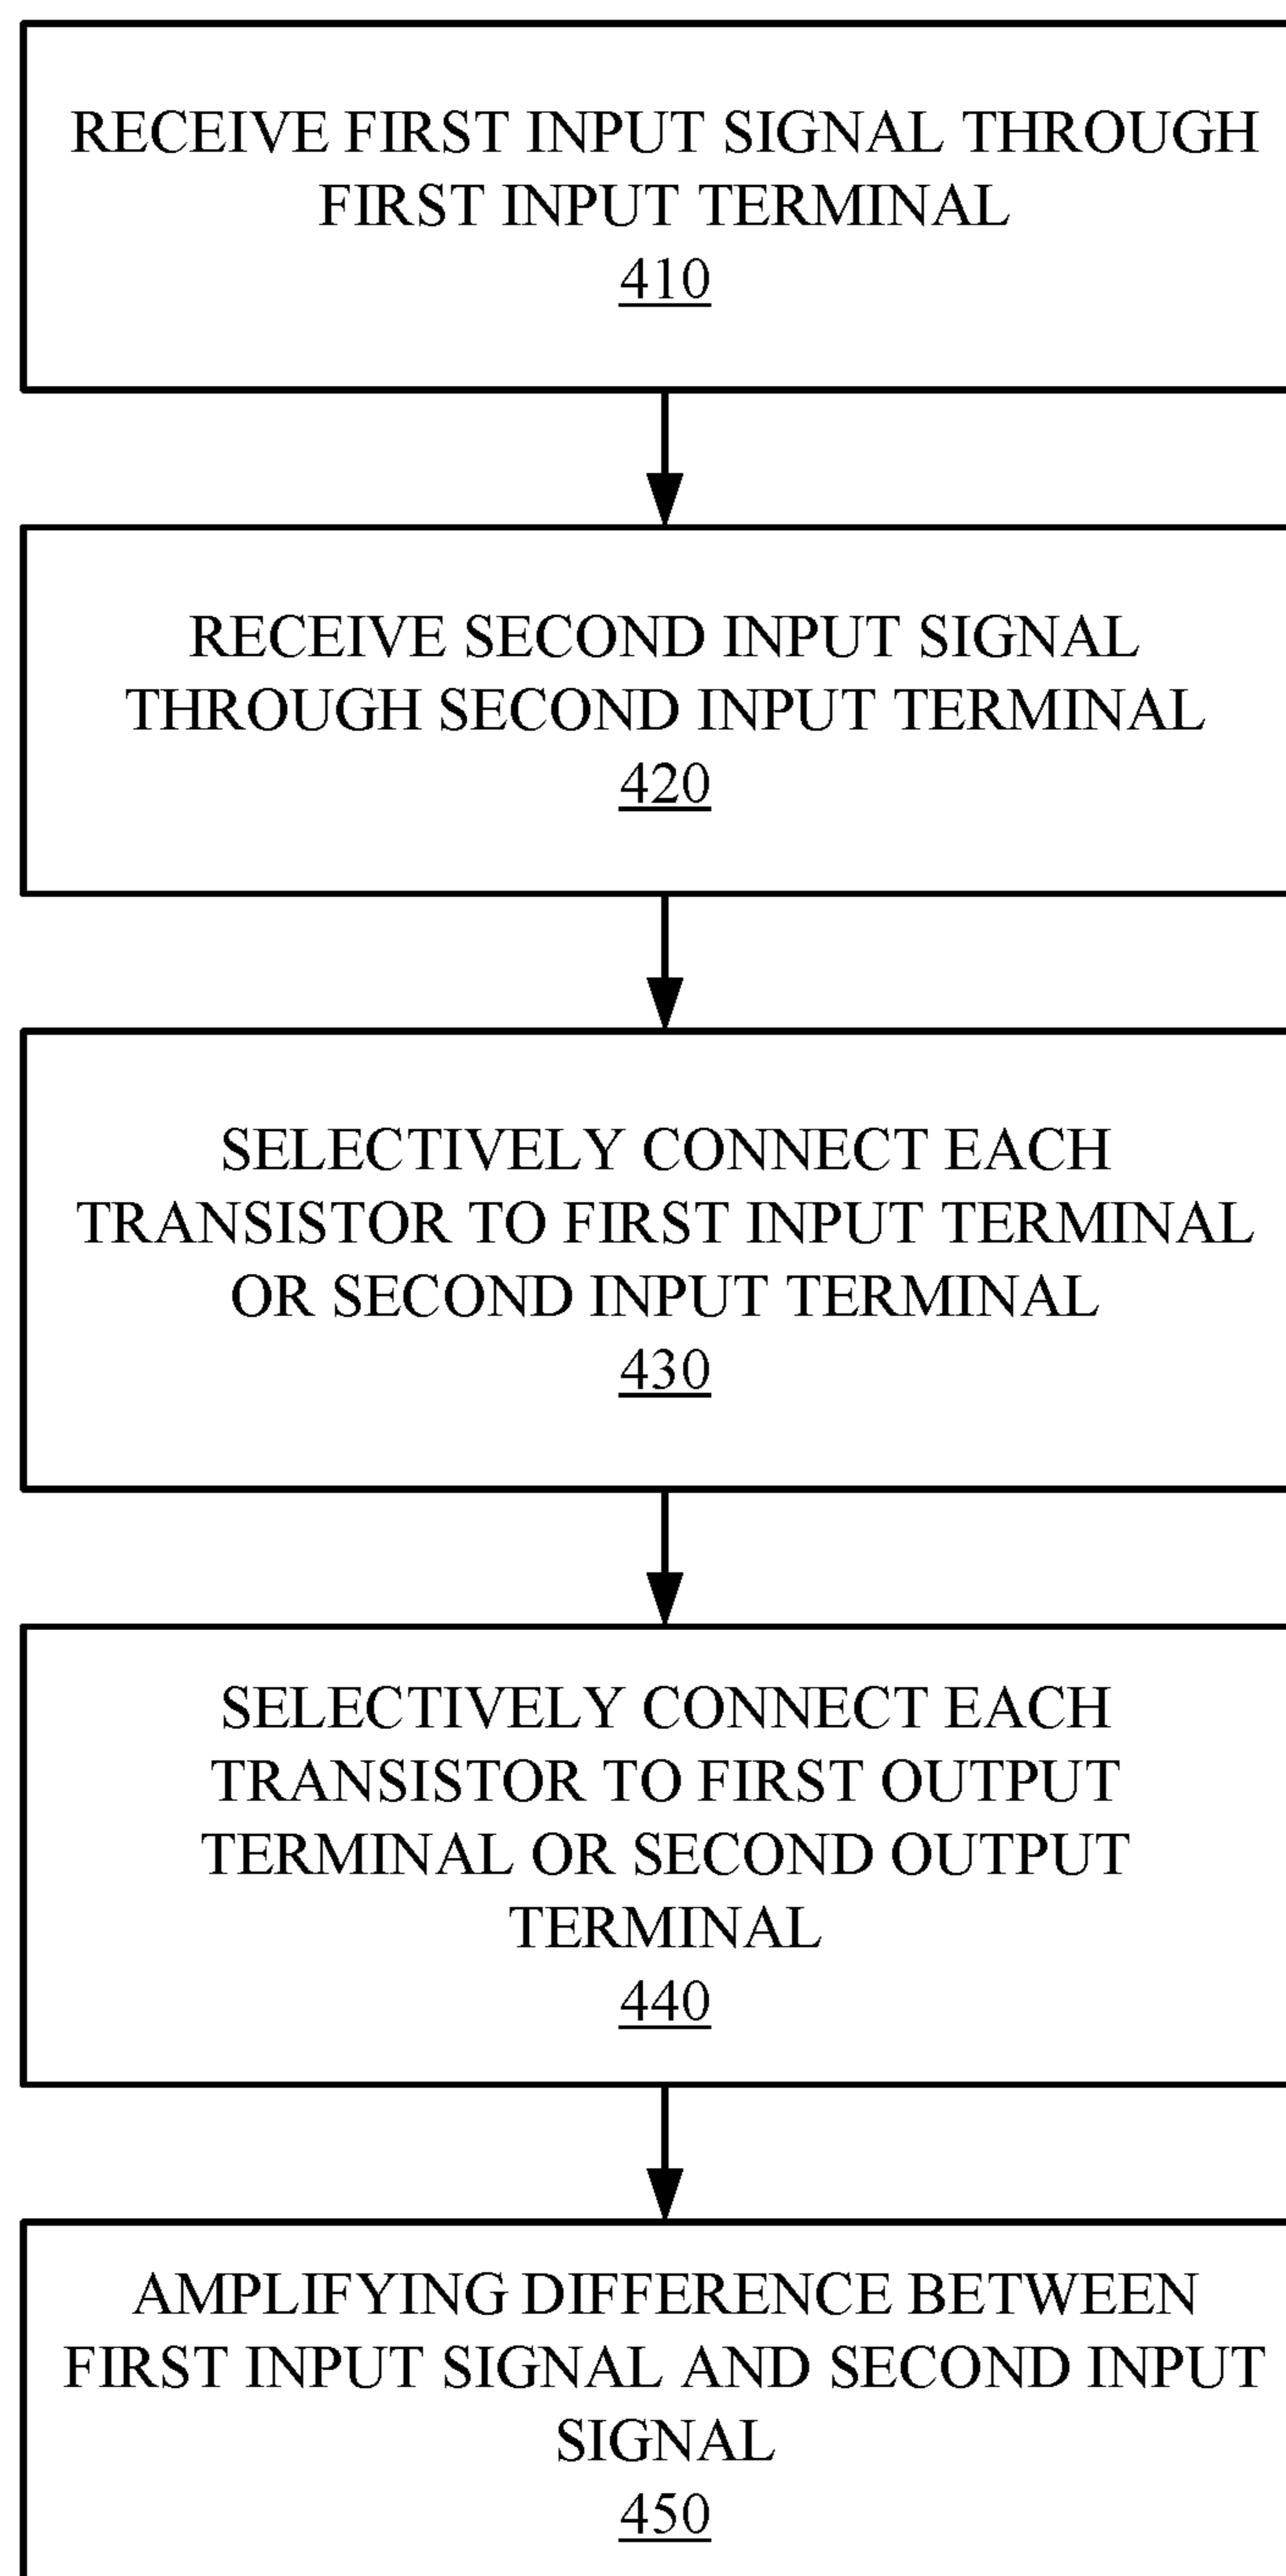 RECEIVE FIRST INPUT SIGNAL THROUGH
FIRST INPUT TERMINAL
410
RECEIVE SECOND INPUT SIGNAL
THROUGH SECOND INPUT TERMINAL
420
SELECTIVELY CONNECT EACH
TRANSISTOR TO FIRST INPUT TERMINAL
OR SECOND INPUT TERMINAL
430
SELECTIVELY CONNECT EACH
TRANSISTOR TO FIRST OUTPUT
TERMINAL OR SECOND OUTPUT
TERMINAL
440
AMPLIFYING DIFFERENCE BETWEEN
FIRST INPUT SIGNAL AND SECOND INPUT
SIGNAL
450